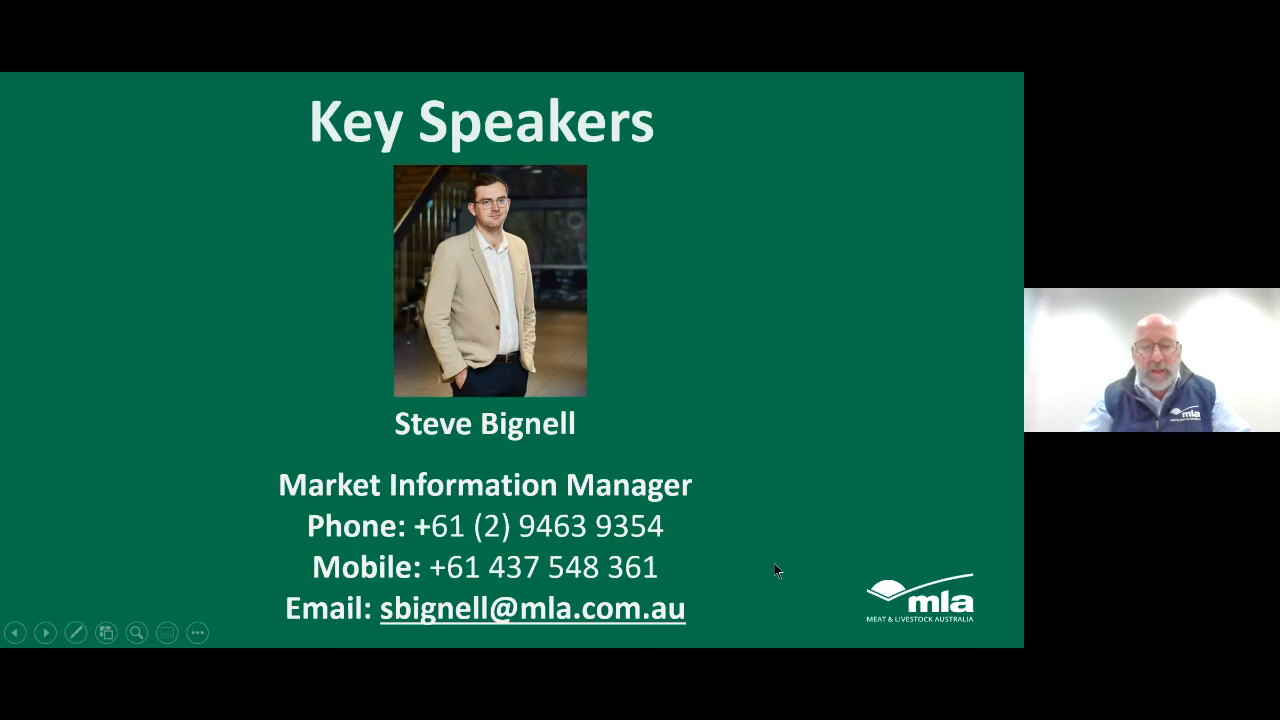 Key Speakers
Steve Bignell
Market Information Manager
Phone: +61 (2) 9463 9354
Mobile: +61 437 548 361
Email: sbignell@mla.com.au
mla
MEAT & LIVESTOCK AUSTRALIA
mla